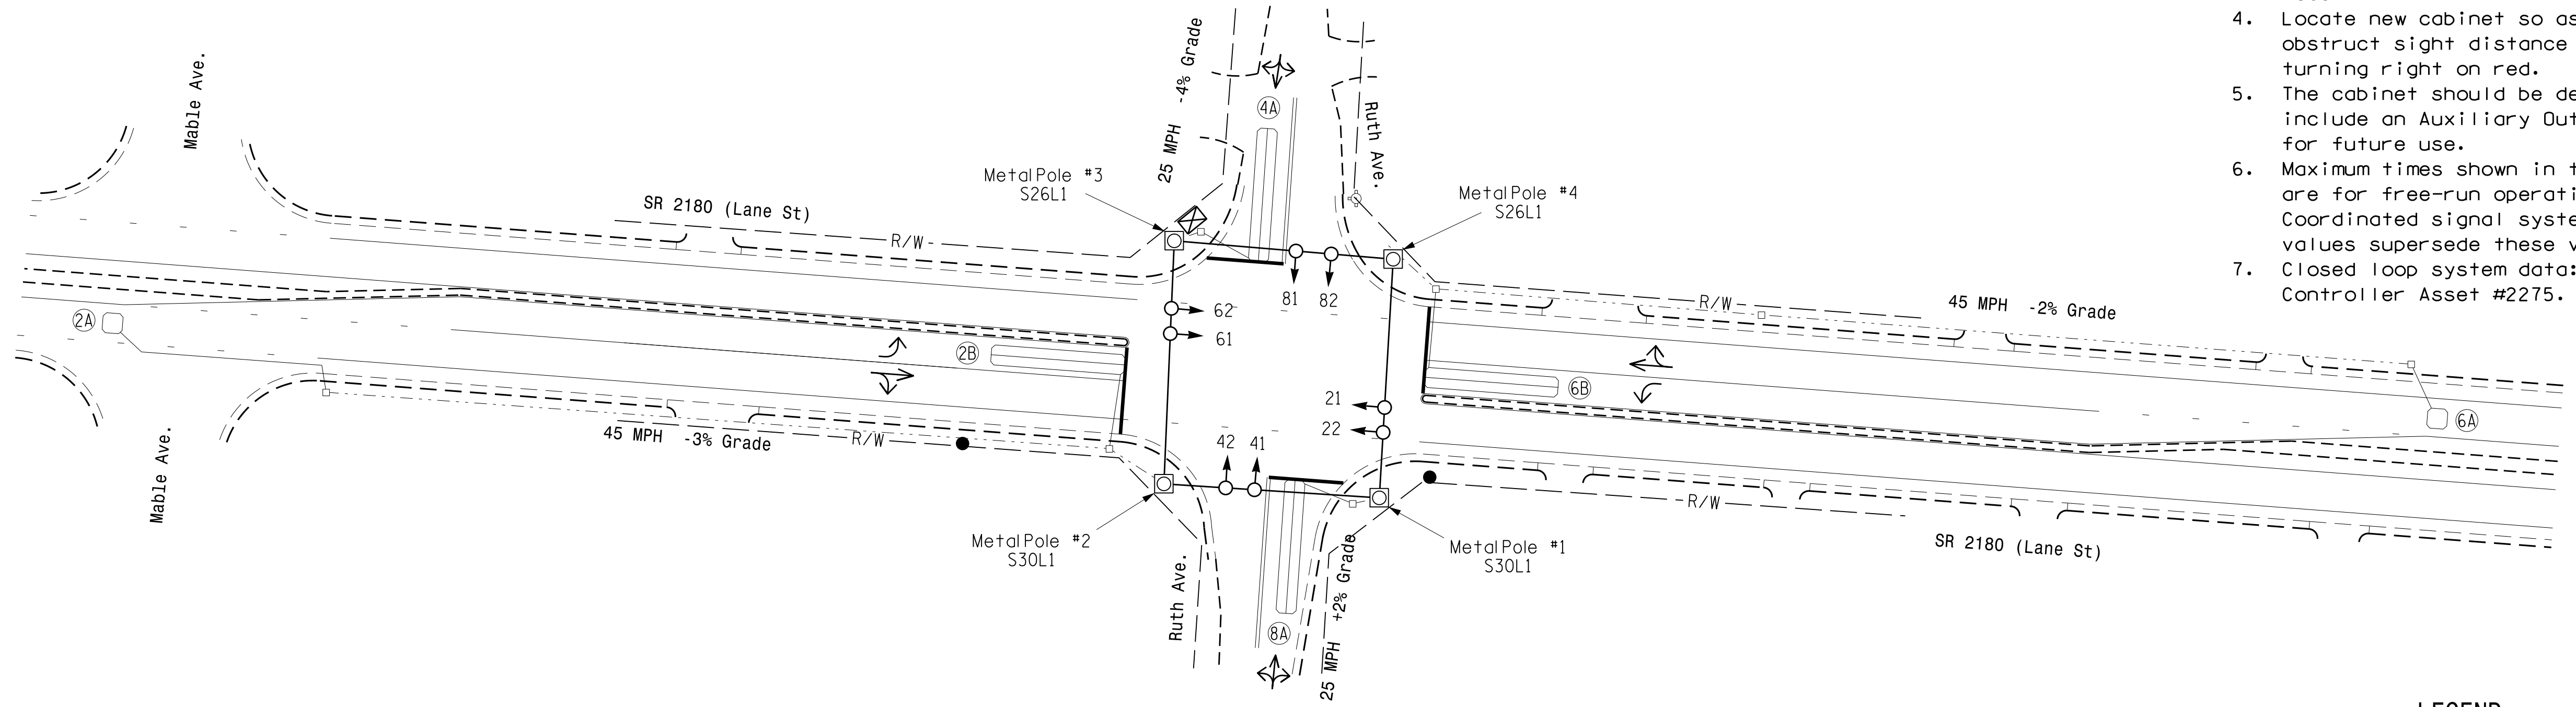 Mable Ave.
25 MPH -4% Grade
4A
Ruth Ave.
Metal Pole #3
S26L1
Metal Pole #4
S26L1
SR 2180 (Lane St)
R/W
R/W
45 MPH -2% Grade
81
82
62
61
2A
2B
6B
6A
21
22
42
41
45 MPH -3% Grade
R/W
R/W
Mable Ave.
Metal Pole #2
S30L1
Metal Pole #1
S30L1
SR 2180 (Lane St)
Ruth Ave.
8A
25 MPH +2% Grade
4. Locate new cabinet so as
obstruct sight distance
turning right on red.
5. The cabinet should be de
include an Auxiliary Out
for future use.
6. Maximum times shown in t
are for free-run operati
Coordinated signal syste
values supersede these v
7. Closed loop system data:
Controller Asset #2275.
LEGEND